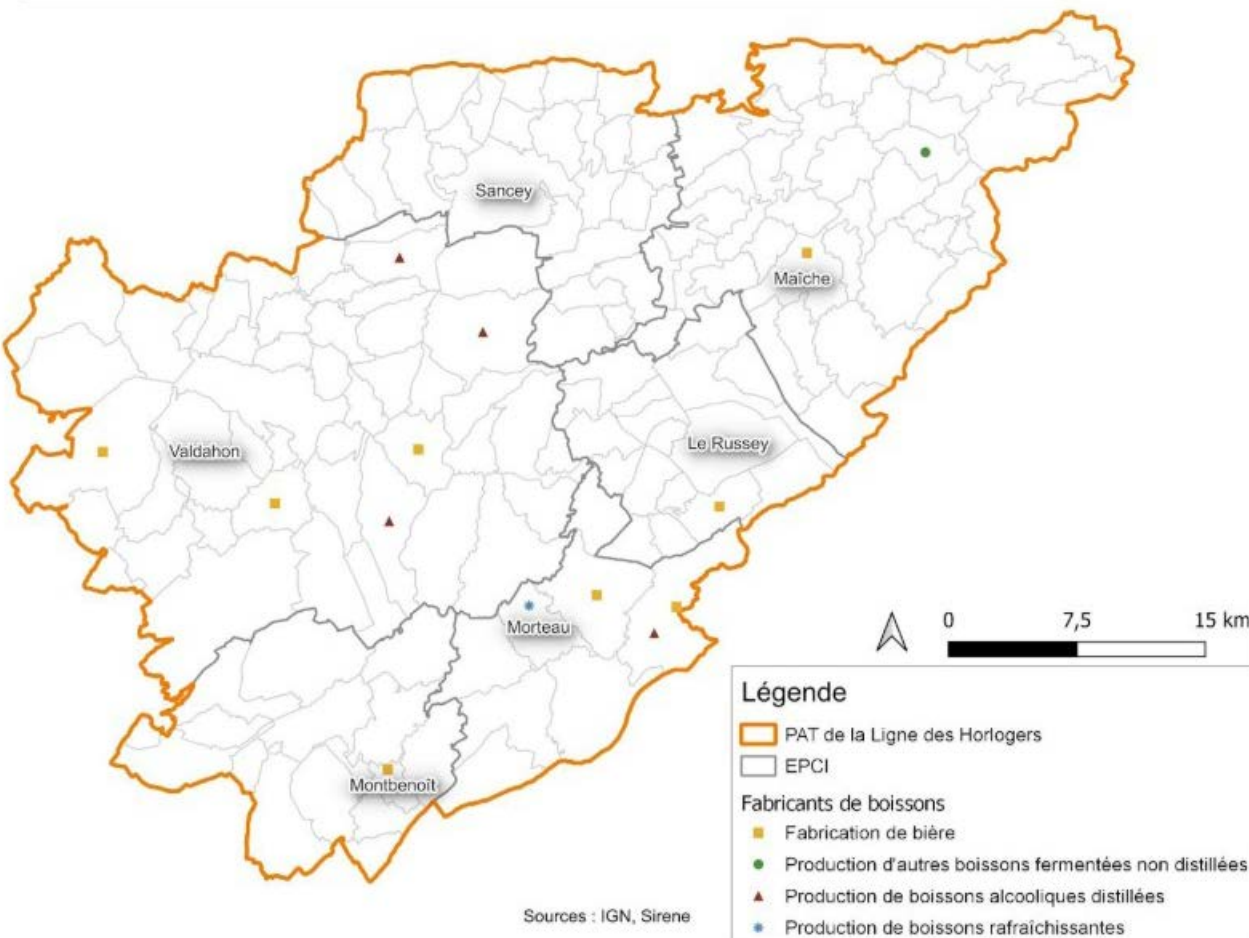 Sancey
Maîche
Valdahon
Le Russey
Morteau
Montbenoît
0 7,5 15 km
Légende
PAT de la Ligne des Horlogers
EPCI
Fabricants de boissons
Fabrication de bière
Production d'autres boissons fermentées non distillées
Production de boissons alcooliques distillées
Production de boissons rafraîchissantes
Sources : IGN, Sirene